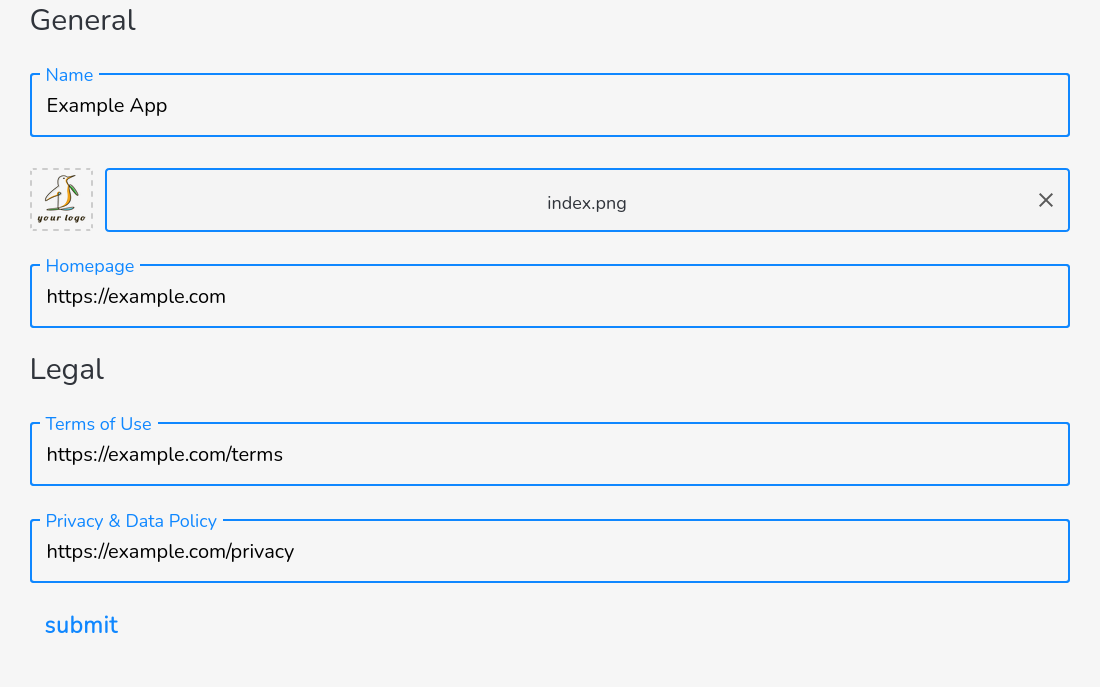 General
Name
Example App
your logo
index.png
Homepage
https://example.com
Legal
Terms of Use
https://example.com/terms
Privacy & Data Policy
https://example.com/privacy
submit